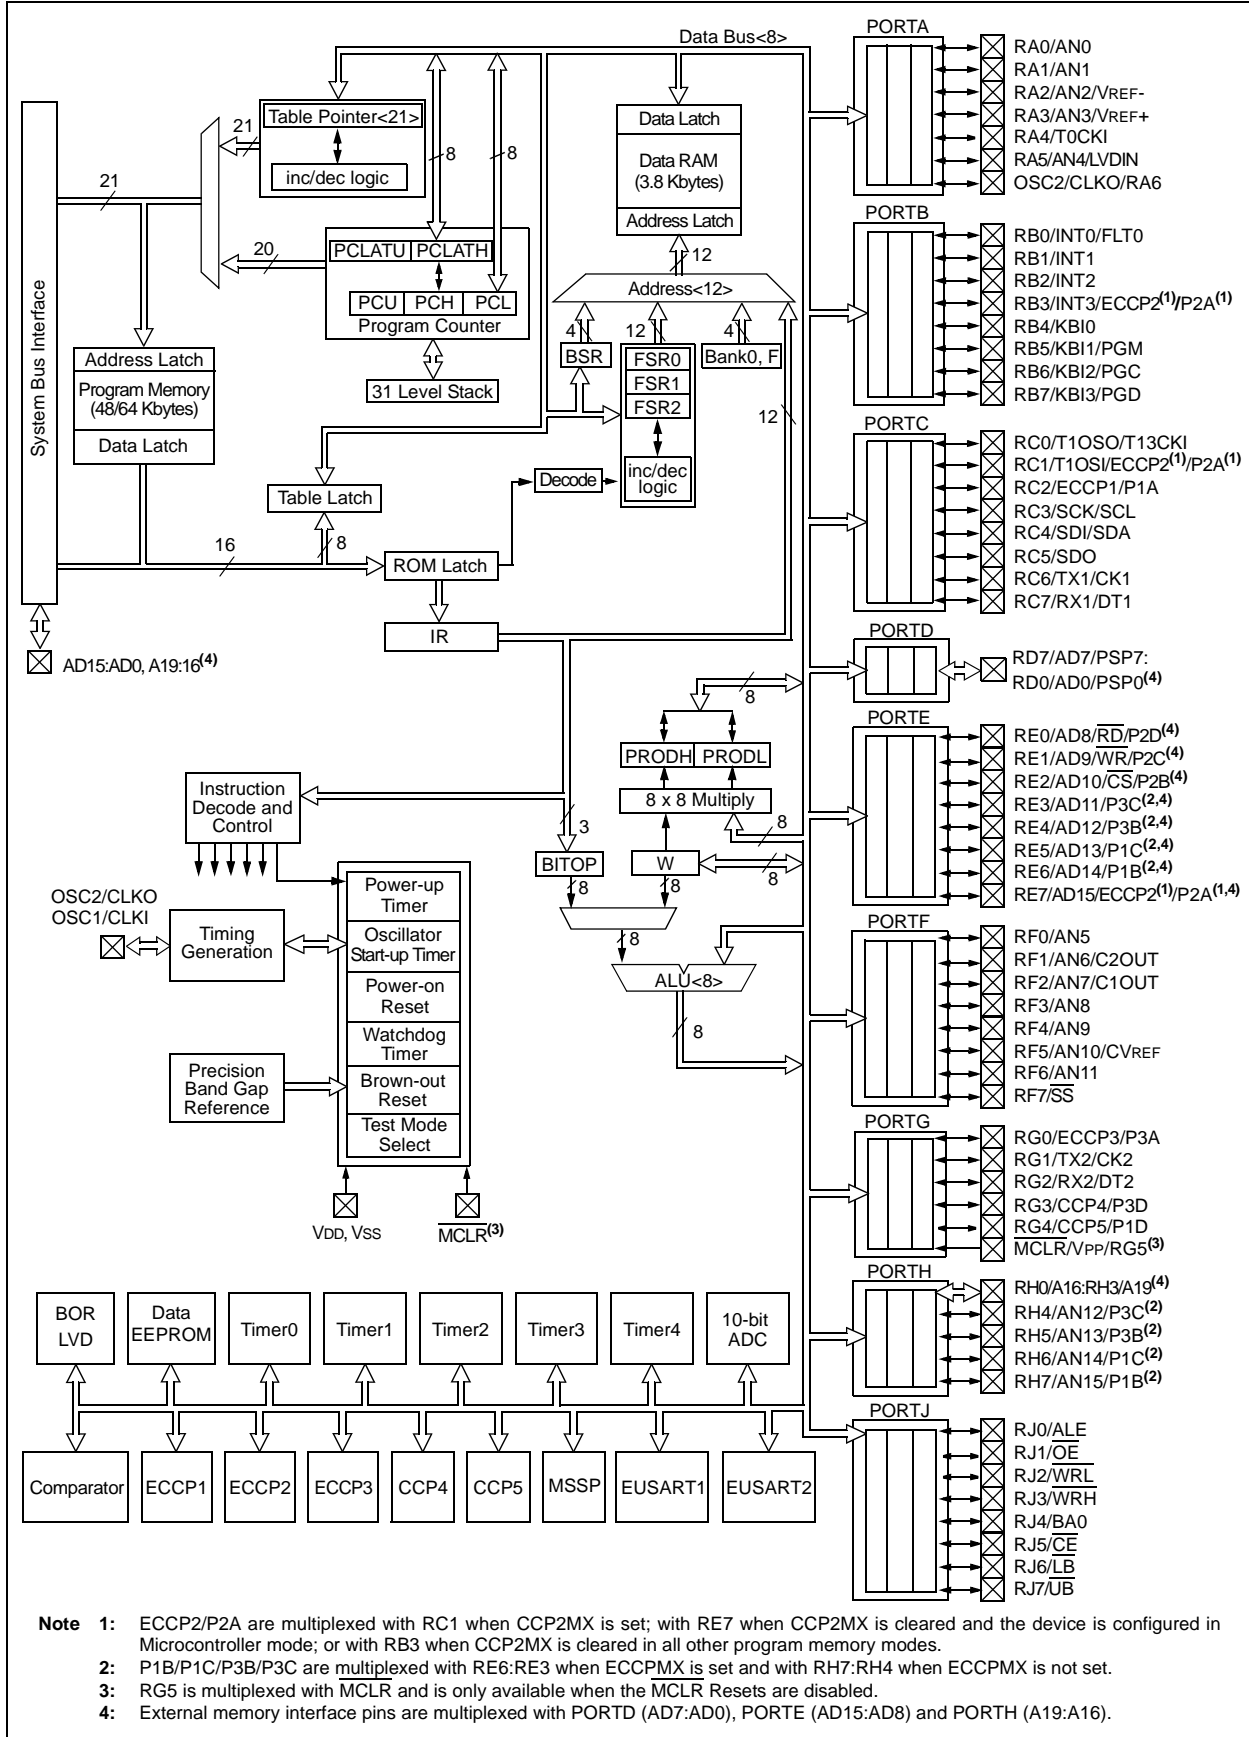 Data Bus<8>
PORTA
RA0/AN0
RA1/AN1
RA2/AN2/VREF-
RA3/AN3/VREF+
RA4/T0CKI
RA5/AN4/LVDIN
OSC2/CLKO/RA6
21
Table Pointer<21>
inc/dec logic
8
8
Data Latch
Data RAM
(3.8 Kbytes)
Address Latch
21
20
PCLATU
PCLATH
PCU
PCH
PCL
Program Counter
31 Level Stack
12
Address<12>
4
12
4
BSR
FSR0
FSR1
FSR2
Bank0, F
inc/dec
logic
12
PORTB
RB0/INT0/FLT0
RB1/INT1
RB2/INT2
RB3/INT3/ECCP2(1)/P2A(1)
RB4/KBI0
RB5/KBI1/PGM
RB6/KBI2/PGC
RB7/KBI3/PGD
System Bus Interface
Address Latch
Program Memory
(48/64 Kbytes)
Data Latch
Table Latch
Decode
16
8
ROM Latch
IR
AD15:AD0, A19:16(4)
PORTC
RC0/T1OSO/T13CKI
RC1/T1OSI/ECCP2(1)/P2A(1)
RC2/ECCP1/P1A
RC3/SCK/SCL
RC4/SDI/SDA
RC5/SDO
RC6/TX1/CK1
RC7/RX1/DT1
PORTD
RD7/AD7/PSP7:
RD0/AD0/PSP0(4)
8
PRODH
PRODL
8 x 8 Multiply
8
3
BITOP
W
8
8
8
8
ALU<8>
8
PORTE
RE0/AD8/RD/P2D(4)
RE1/AD9/WR/P2C(4)
RE2/AD10/CS/P2B(4)
RE3/AD11/P3C(2,4)
RE4/AD12/P3B(2,4)
RE5/AD13/P1C(2,4)
RE6/AD14/P1B(2,4)
RE7/AD15/ECCP2(1)/P2A(1,4)
Instruction
Decode and
Control
OSC2/CLKO
OSC1/CLKI
Timing
Generation
Precision
Band Gap
Reference
Power-up
Timer
Oscillator
Start-up Timer
Power-on
Reset
Watchdog
Timer
Brown-out
Reset
Test Mode
Select
VDD, VSS
MCLR(3)
PORTF
RF0/AN5
RF1/AN6/C2OUT
RF2/AN7/C1OUT
RF3/AN8
RF4/AN9
RF5/AN10/CVREF
RF6/AN11
RF7/SS
PORTG
RG0/ECCP3/P3A
RG1/TX2/CK2
RG2/RX2/DT2
RG3/CCP4/P3D
RG4/CCP5/P1D
MCLR/VPP/RG5(3)
PORTH
RH0/A16:RH3/A19(4)
RH4/AN12/P3C(2)
RH5/AN13/P3B(2)
RH6/AN14/P1C(2)
RH7/AN15/P1B(2)
BOR
LVD
Data
EEPROM
Timer0
Timer1
Timer2
Timer3
Timer4
10-bit
ADC
Comparator
ECCP1
ECCP2
ECCP3
CCP4
CCP5
MSSP
EUSART1
EUSART2
PORTJ
RJ0/ALE
RJ1/OE
RJ2/WRL
RJ3/WRH
RJ4/BA0
RJ5/CE
RJ6/LB
RJ7/UB
Note 1: ECCP2/P2A are multiplexed with RC1 when CCP2MX is set; with RE7 when CCP2MX is cleared and the device is configured in
Microcontroller mode; or with RB3 when CCP2MX is cleared in all other program memory modes.
2: P1B/P1C/P3B/P3C are multiplexed with RE6:RE3 when ECCPMX is set and with RH7:RH4 when ECCPMX is not set.
3: RG5 is multiplexed with MCLR and is only available when the MCLR Resets are disabled.
4: External memory interface pins are multiplexed with PORTD (AD7:AD0), PORTE (AD15:AD8) and PORTH (A19:A16).